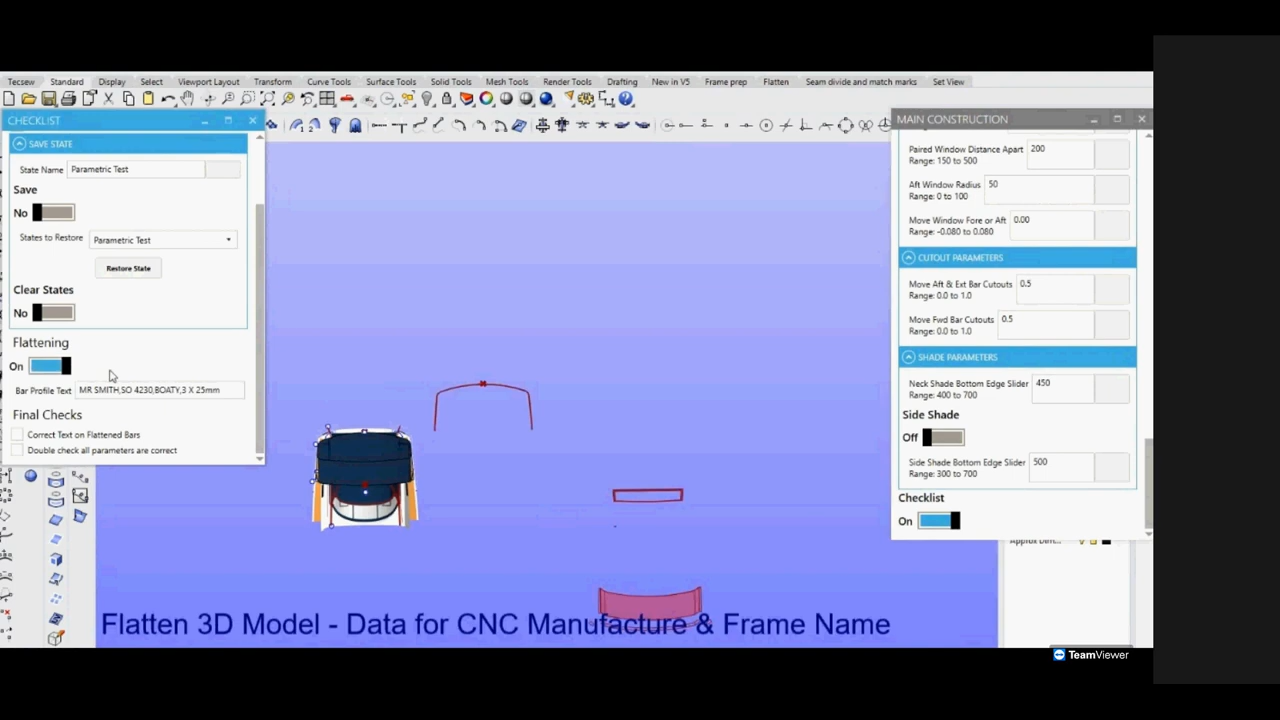 Tecsew Standard Display Select Viewport Layout Transform Curve Tools Surface Tools Solid Tools Mesh Tools Render Tools Drafting New in V5 Frame prep Flatten Seam divide and match marks Set View
CHECKLIST
SAVE STATE
State Name Parametric Test
Save
No
States to Restore Parametric Test
Restore State
Clear States
No
Flattening
On
Bar Profile Text MR SMITH,SO 4230,BOATY,3 X 25mm
Final Checks
Correct Text on Flattened Bars
Double check all parameters are correct
MAIN CONSTRUCTION
Paired Window Distance Apart 200
Range: 150 to 500
Aft Window Radius 50
Range: 0 to 100
Move Window Fore or Aft 0.00
Range: -0.080 to 0.080
CUTOUT PARAMETERS
Move Aft & Ext Bar Cutouts 0.5
Range: 0.0 to 1.0
Move Fwd Bar Cutouts 0.5
Range: 0.0 to 1.0
SHADE PARAMETERS
Neck Shade Bottom Edge Slider 450
Range: 400 to 700
Side Shade
Off
Side Shade Bottom Edge Slider 500
Range: 300 to 700
Checklist
On
Flatten 3D Model - Data for CNC Manufacture & Frame Name
TeamViewer